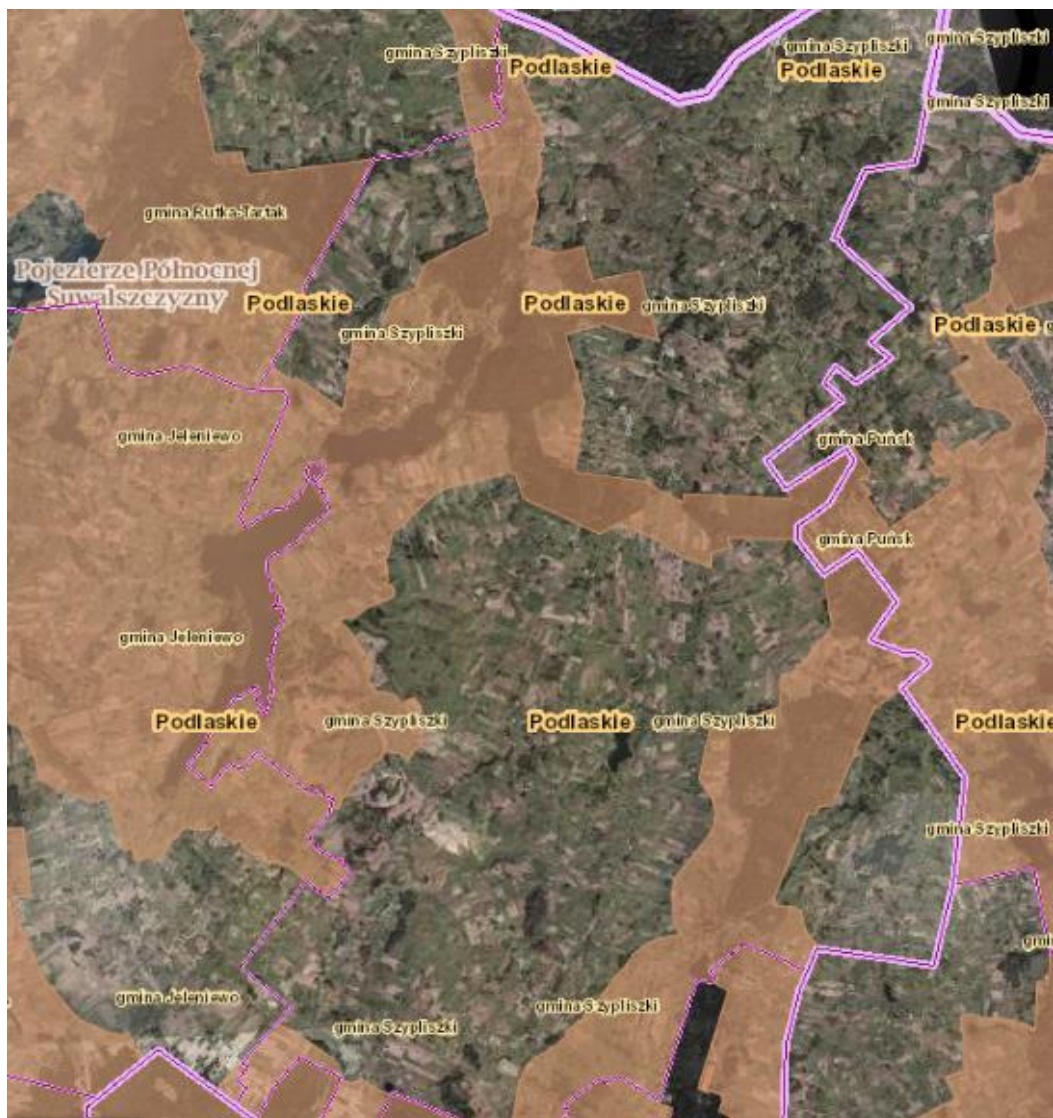 gmina Szypliszki
gmina Szypliszki
gmina Szypliszki
Podlaskie
Podlaskie
gmina Szypliszki
gmina Rutka-Tartak
Pojezierze Północnej
Suwalszczyzny
Podlaskie
Podlaskie
gmina Szypliszki
gmina Szypliszki
Podlaskie
gmina Jeleniewo
gmina Puńsk
gmina Puńsk
gmina Jeleniewo
Podlaskie
gmina Szypliszki
Podlaskie
gmina Szypliszki
Podlaskie
gmina Szypliszki
gmina Jeleniewo
gmina Szypliszki
gmina Szypliszki